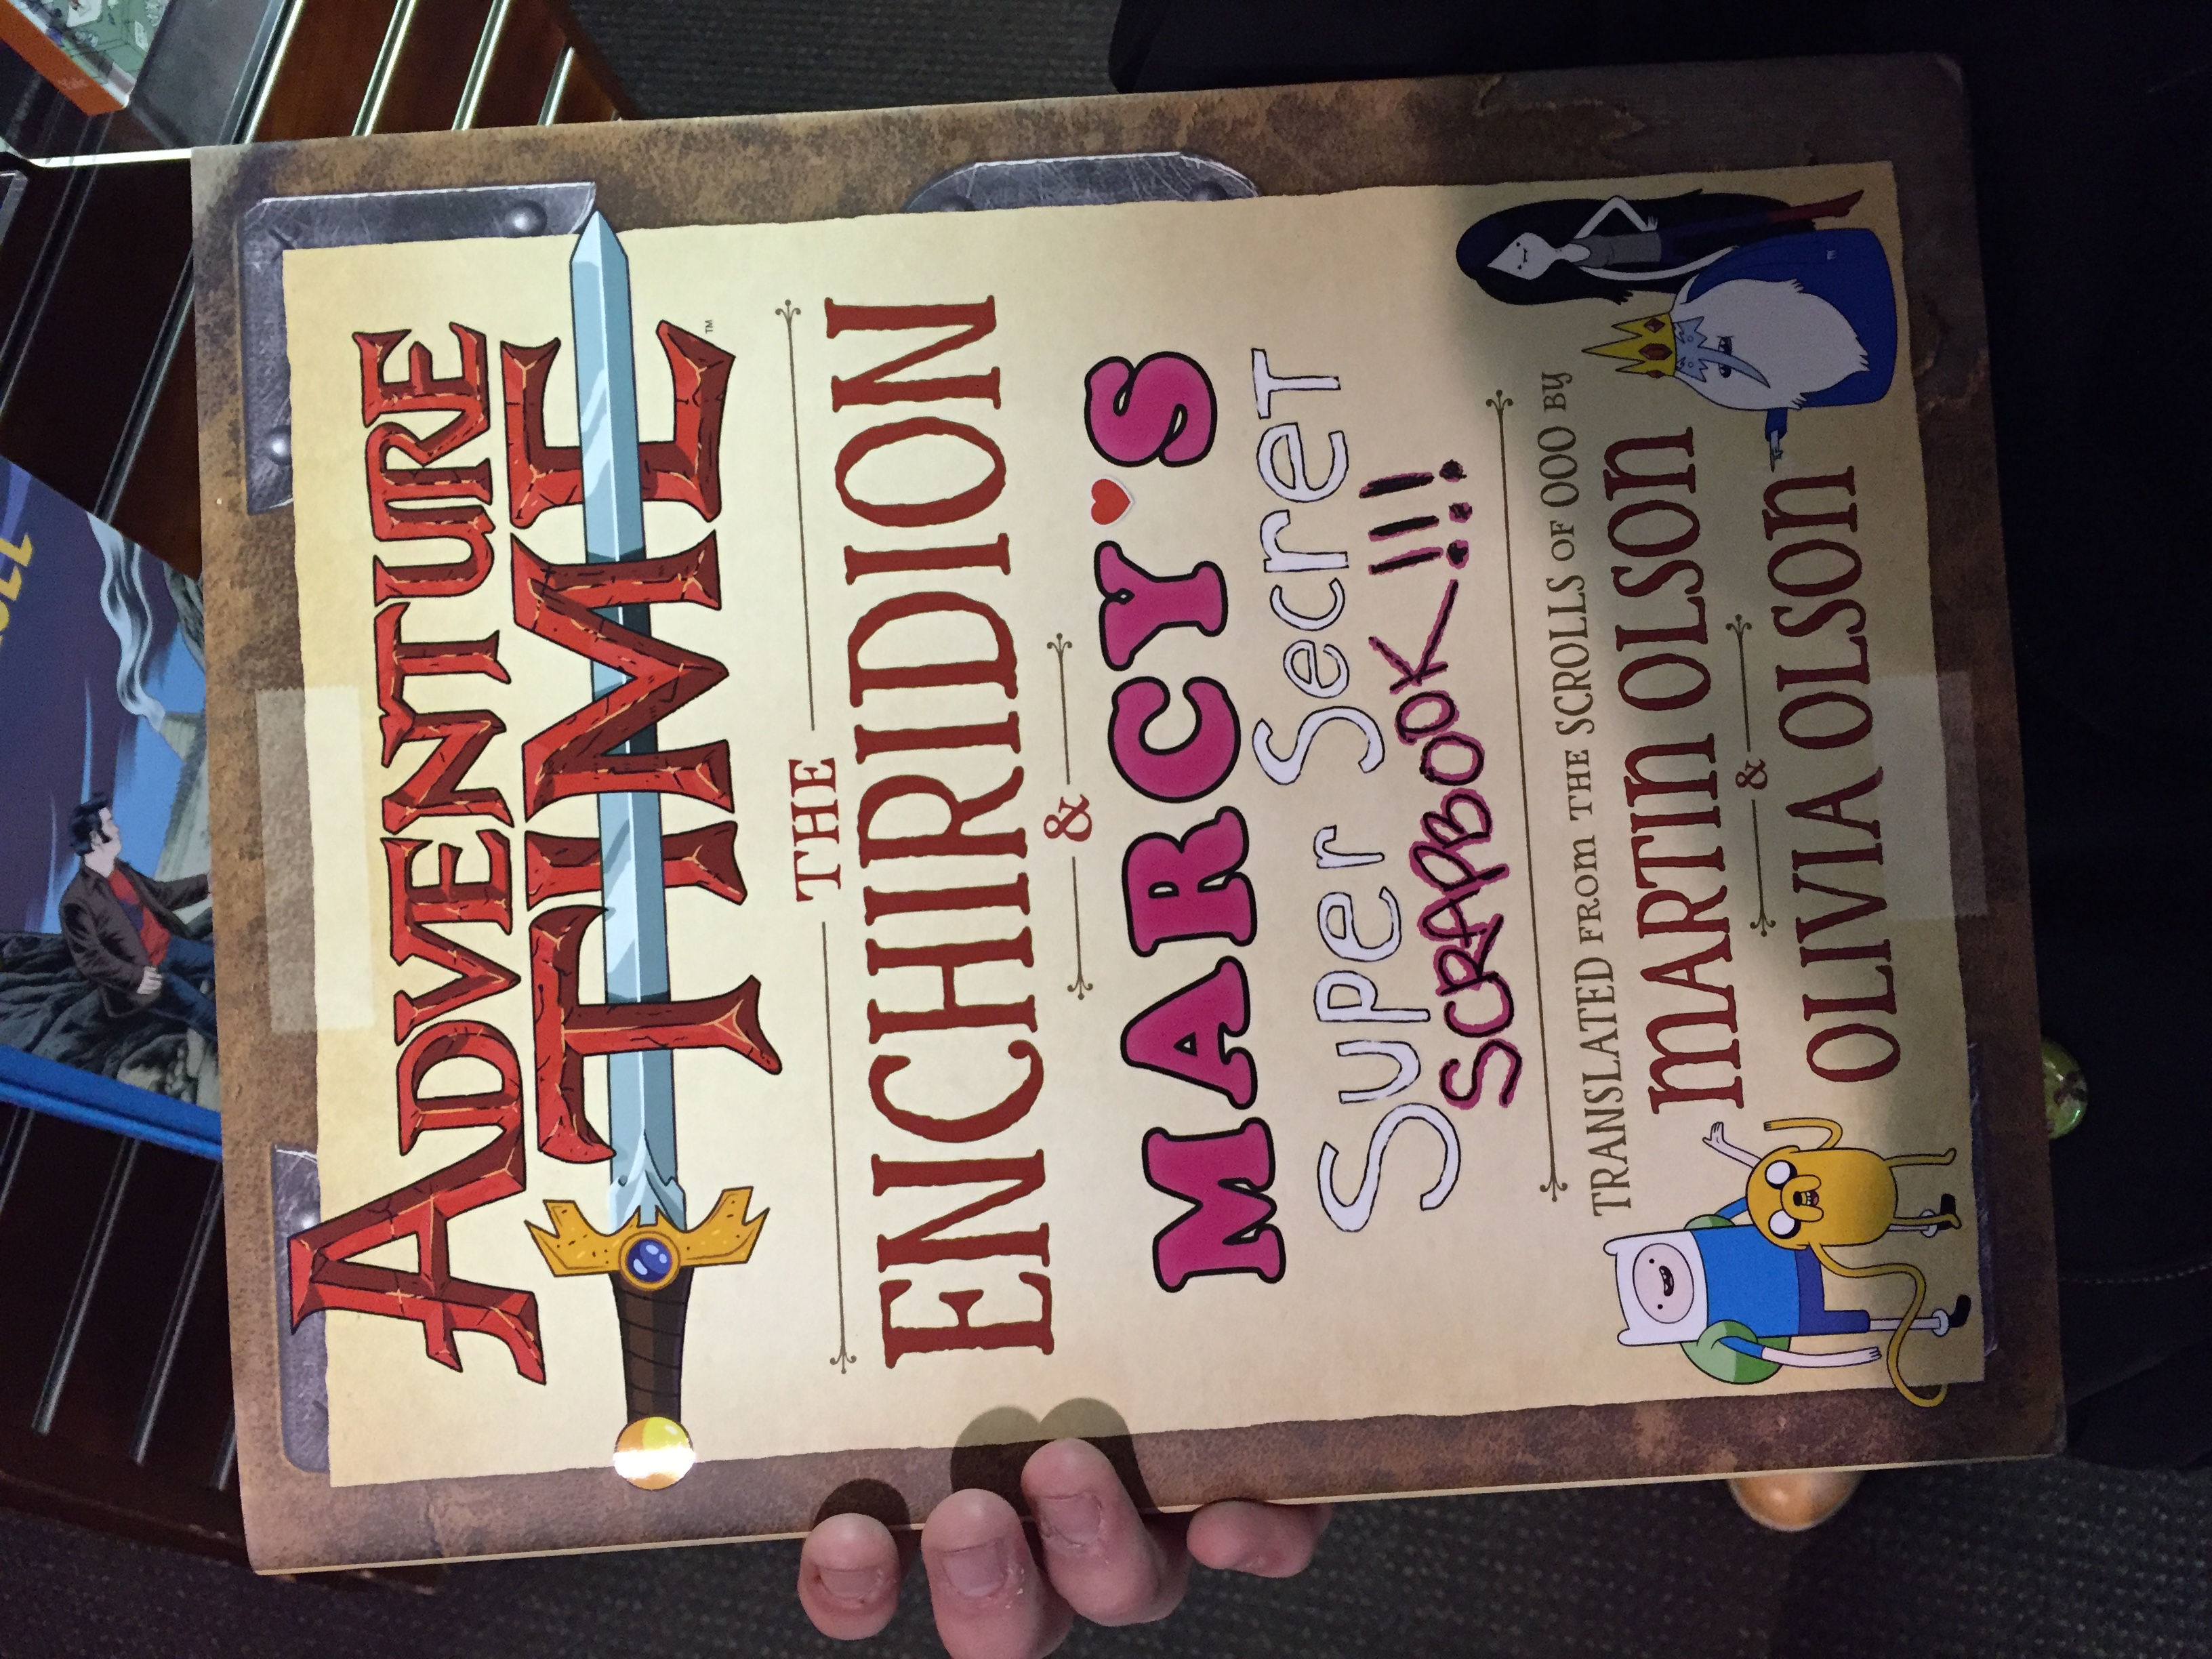 ADVENTURE
TIME
™
THE
ENCHIRIDION
&
MARCY'S
Super Secret
SCRAPBOOK!!!
TRANSLATED FROM THE SCROLLS OF OOO BY
MARTIN OLSON
&
OLIVIA OLSON